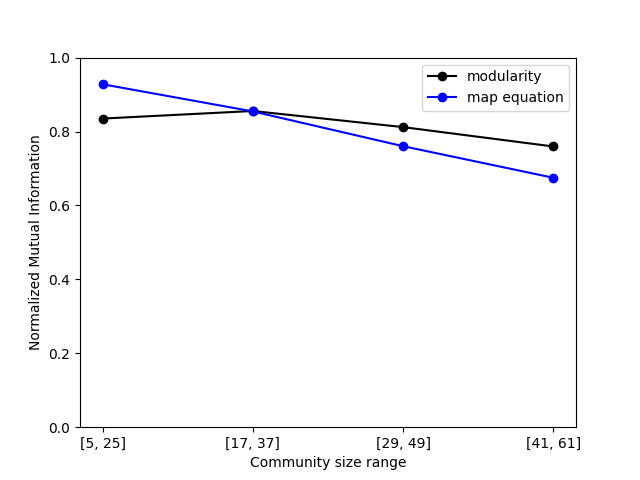 1.0
0.8
0.6
0.4
0.2
0.0
Normalized Mutual Information
modularity
map equation
[5, 25]
[17, 37]
[29, 49]
[41, 61]
Community size range